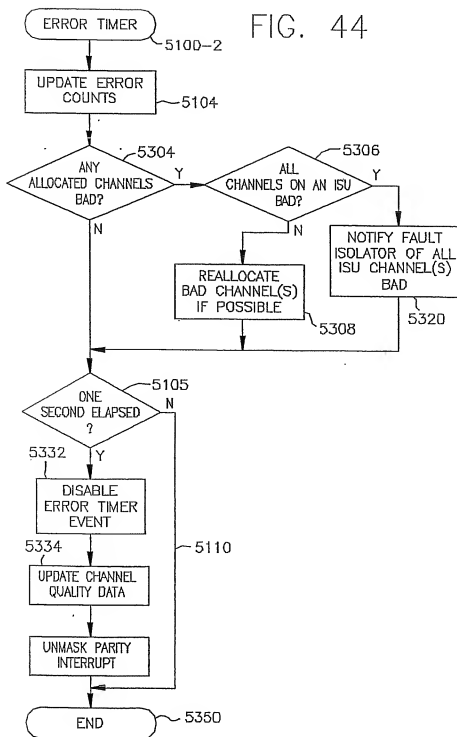 FIG. 44
ERROR TIMER
5100-2
UPDATE ERROR
COUNTS
5104
5304
ANY
ALLOCATED CHANNELS
BAD?
Y
N
5306
ALL
CHANNELS ON AN ISU
BAD?
Y
N
NOTIFY FAULT
ISOLATOR OF ALL
ISU CHANNEL(S)
BAD
5320
REALLOCATE
BAD CHANNEL(S)
IF POSSIBLE
5308
5105
ONE
SECOND ELAPSED
?
N
Y
5332
DISABLE
ERROR TIMER
EVENT
5110
5334
UPDATE CHANNEL
QUALITY DATA
UNMASK PARITY
INTERRUPT
END
5350